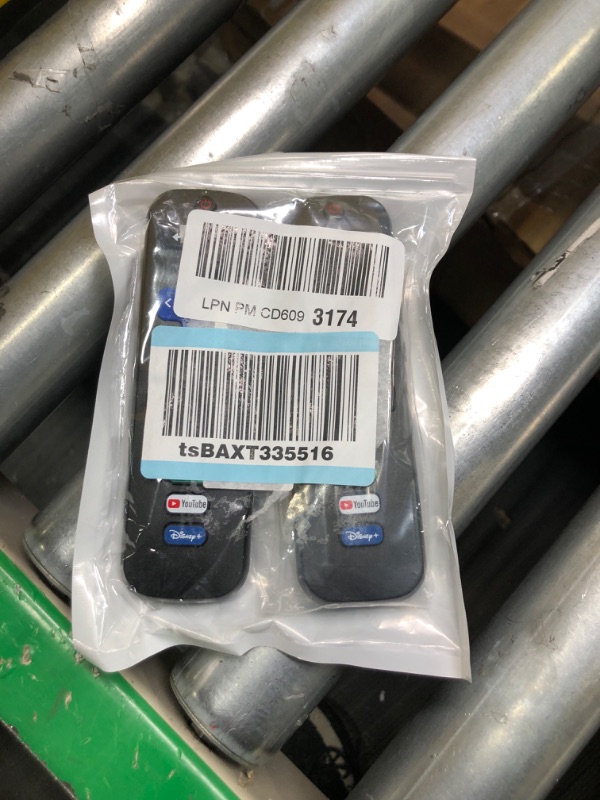 LPN PM CD609 3174
tsBAXT335516
YouTube YouTube
Disney+ Disney+